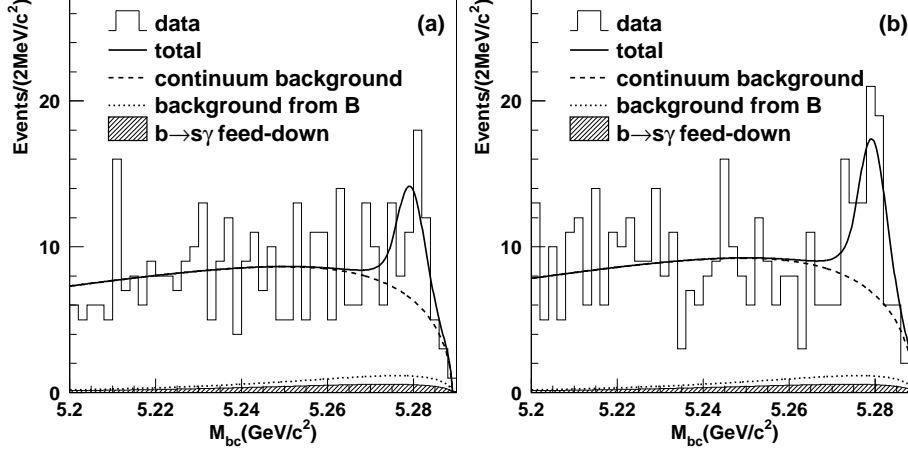 (a)
data
total
continuum background
background from B
b→sγ feed-down
Events/(2MeV/c²)
20
10
0
5.2 5.22 5.24 5.26 5.28
M_bc(GeV/c²)
(b)
data
total
continuum background
background from B
b→sγ feed-down
Events/(2MeV/c²)
20
10
0
5.2 5.22 5.24 5.26 5.28
M_bc(GeV/c²)